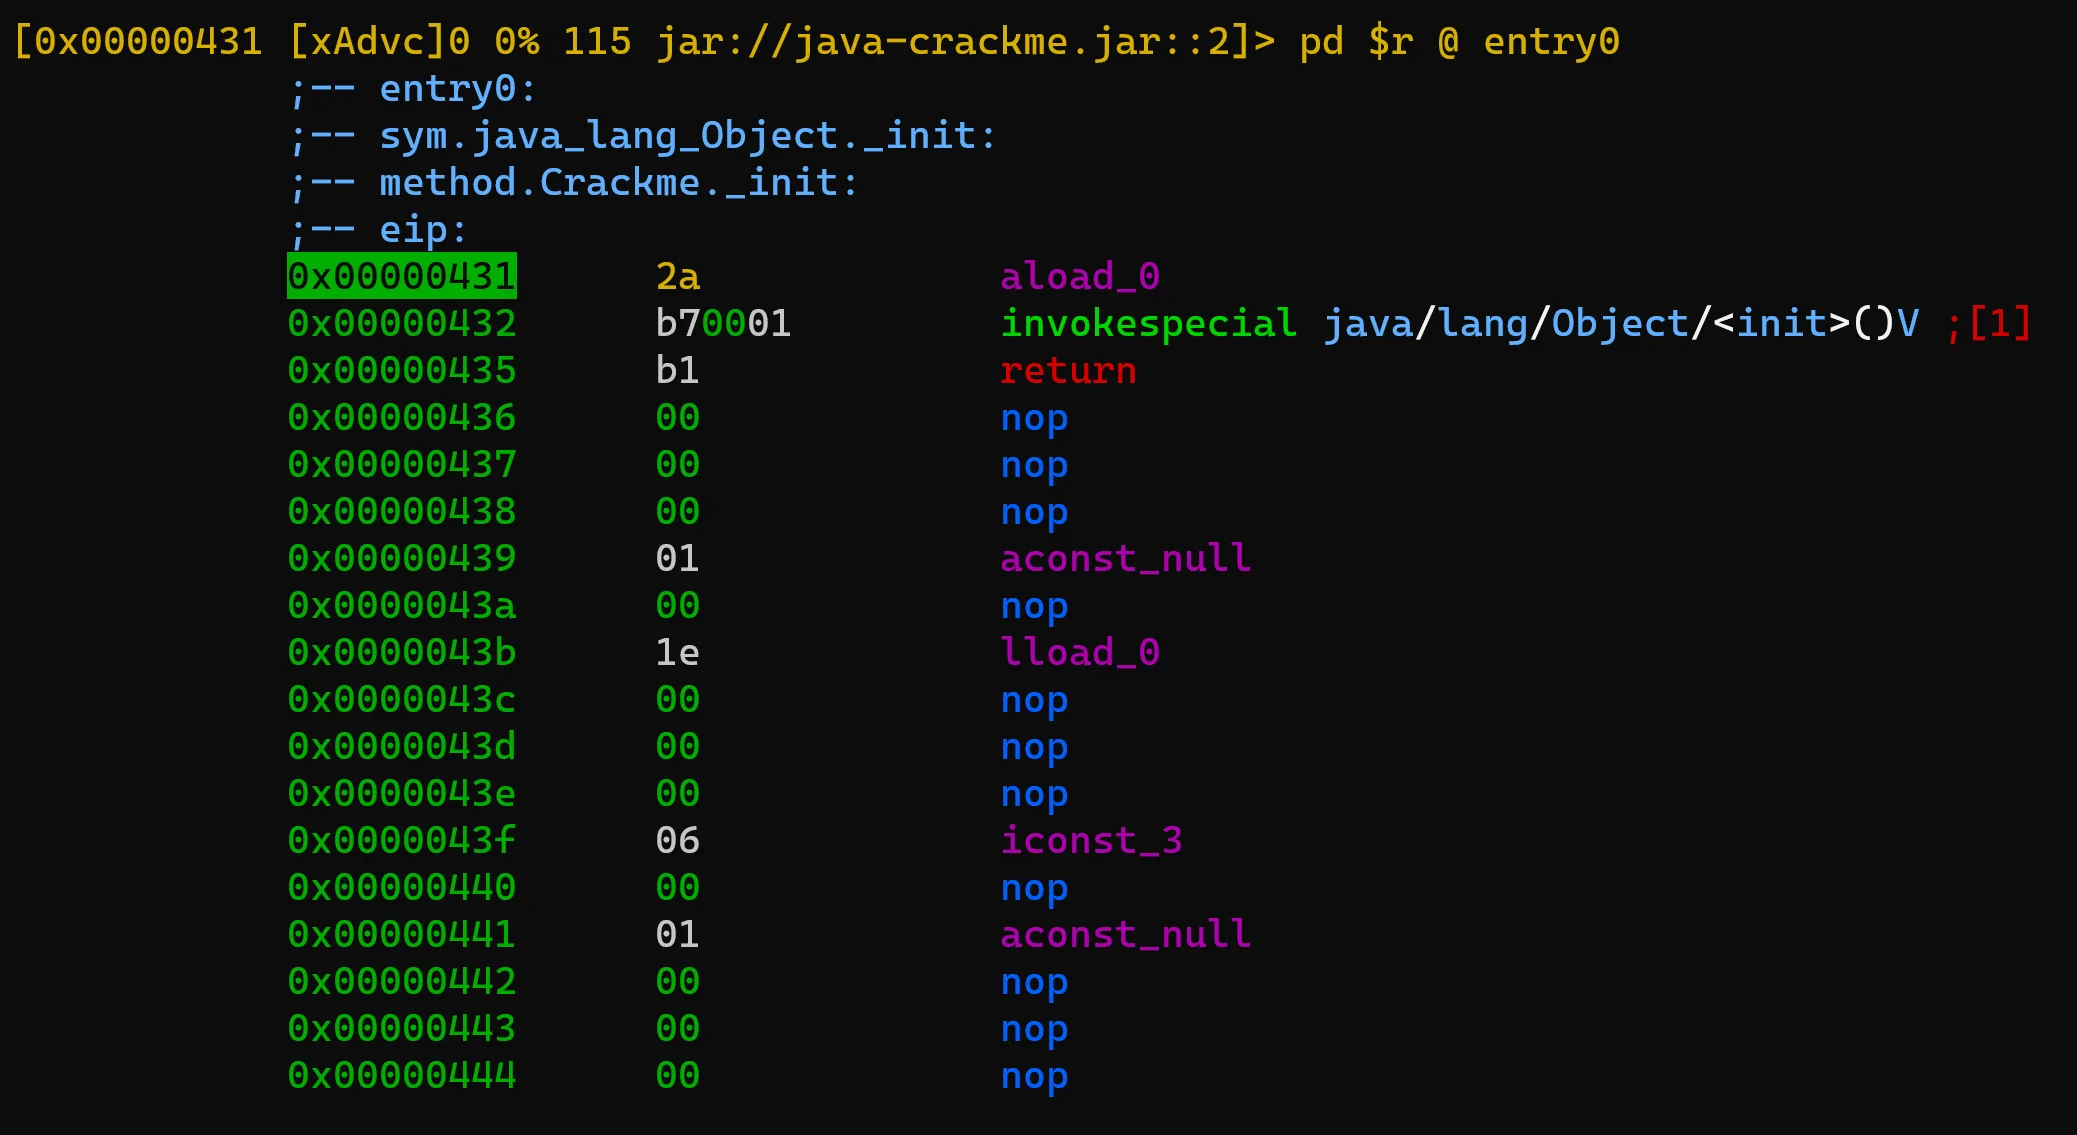 [0x00000431 [xAdvc]0 0% 115 jar://java-crackme.jar::2]> pd $r @ entry0
;-- entry0:
;-- sym.java_lang_Object._init:
;-- method.Crackme._init:
;-- eip:
0x00000431 2a aload_0
0x00000432 b70001 invokespecial java/lang/Object/<init>()V ;[1]
0x00000435 b1 return
0x00000436 00 nop
0x00000437 00 nop
0x00000438 00 nop
0x00000439 01 aconst_null
0x0000043a 00 nop
0x0000043b 1e lload_0
0x0000043c 00 nop
0x0000043d 00 nop
0x0000043e 00 nop
0x0000043f 06 iconst_3
0x00000440 00 nop
0x00000441 01 aconst_null
0x00000442 00 nop
0x00000443 00 nop
0x00000444 00 nop